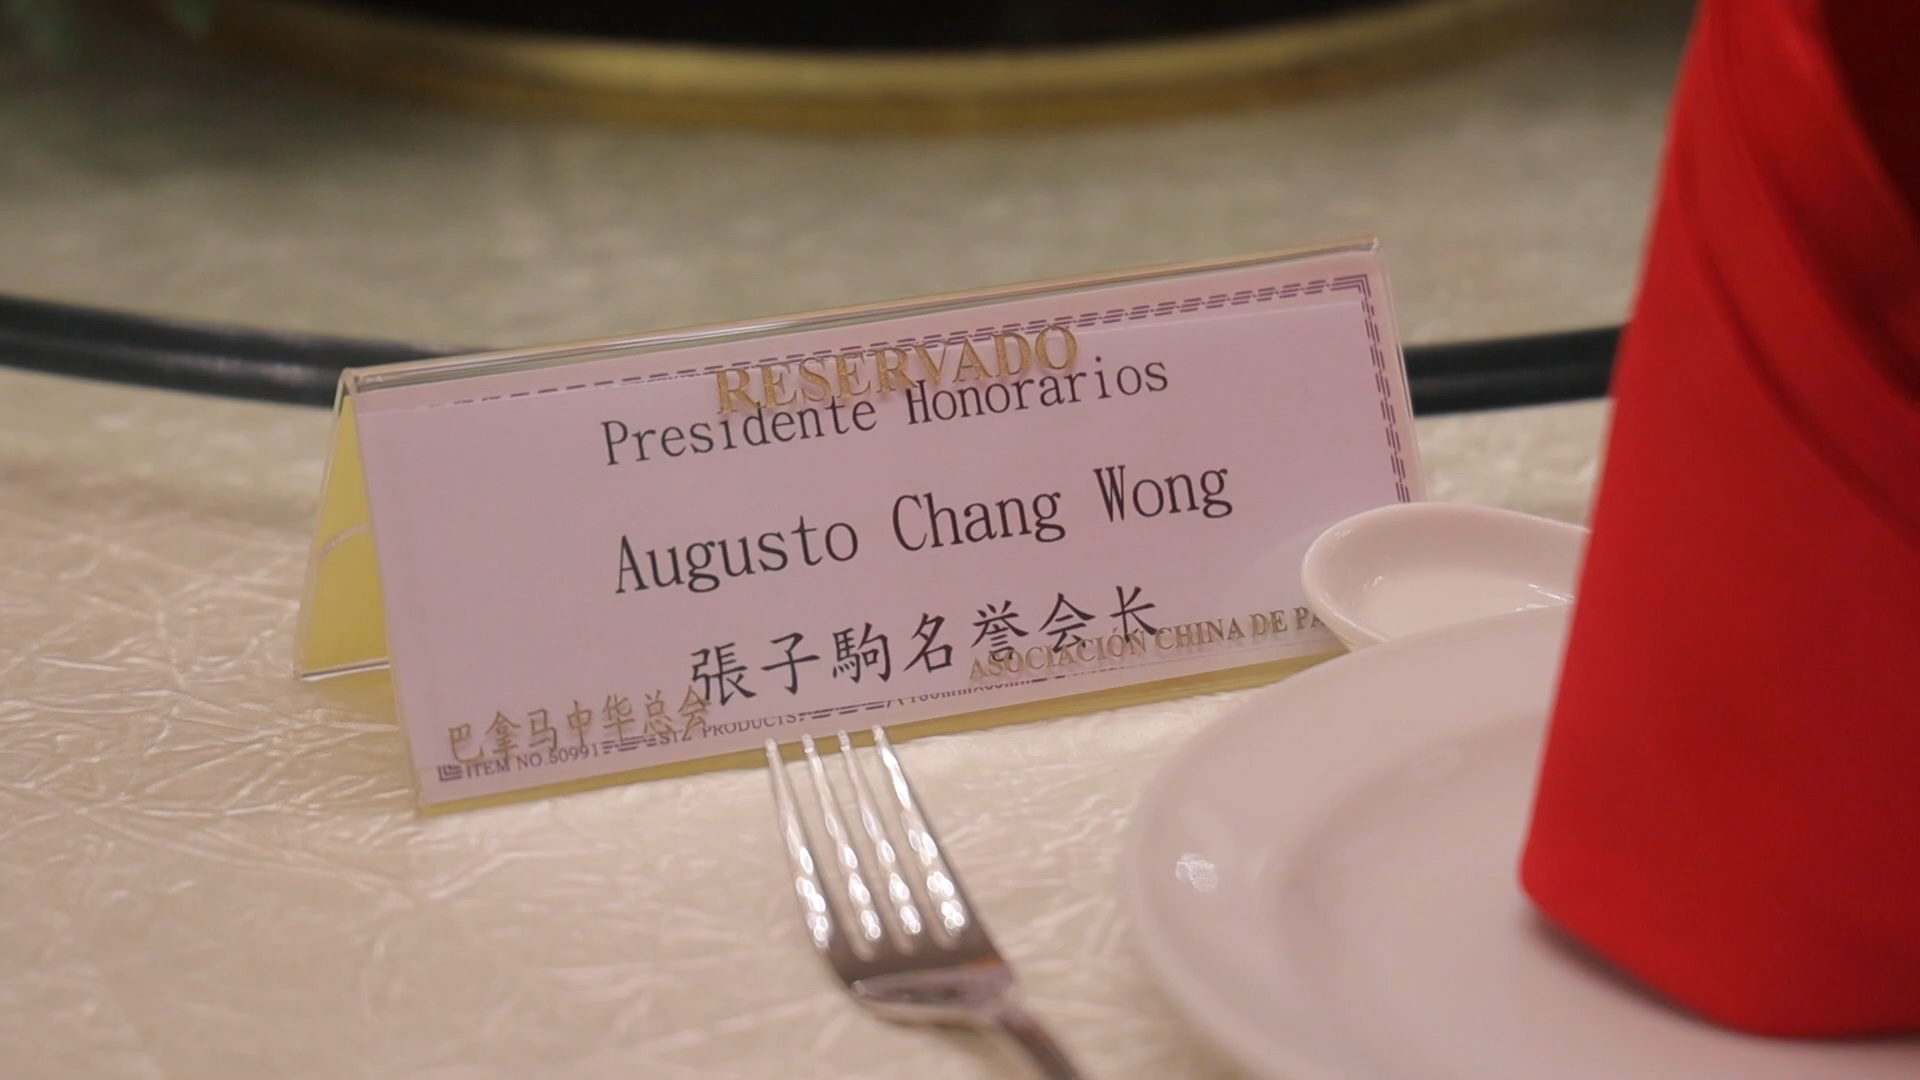 RESERVADO
Presidente Honorarios
Augusto Chang Wong
張子駒名誉会长
ASOCIACIÓN CHINA DE
巴拿马中华总会
ITEM NO.50991 STZ PRODUCTS